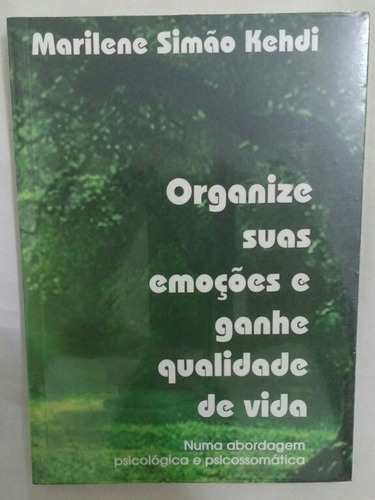 Marilene Simão Kehdi
Organize
suas
emoções e
ganhe
qualidade
de vida
Numa abordagem
psicológica e psicossomática